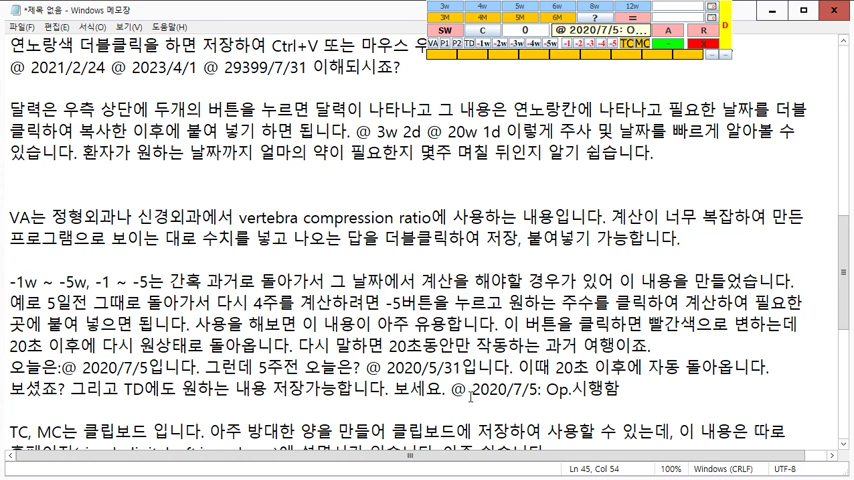 *제목 없음 - Windows 메모장
파일(F) 편집(E) 서식(O) 보기(V) 도움말(H)
3w 4w 6w 8w 12w
3M 4M 5M 6M ? =
SW C 0 @ 2020/7/5: O... A R D
VA P1 P2 TD -1w -2w -3w -4w -5w -1 -2 -3 -4 -5 TC MC - X
연노랑색 더블클릭을 하면 저장하여 Ctrl+V 또는 마우스 우
@ 2021/2/24 @ 2023/4/1 @ 29399/7/31 이해되시죠?
달력은 우측 상단에 두개의 버튼을 누르면 달력이 나타나고 그 내용은 연노랑칸에 나타나고 필요한 날짜를 더블
클릭하여 복사한 이후에 붙여 넣기 하면 됩니다. @ 3w 2d @ 20w 1d 이렇게 주사 및 날짜를 빠르게 알아볼 수
있습니다. 환자가 원하는 날짜까지 얼마의 약이 필요한지 몇주 며칠 뒤인지 알기 쉽습니다.
VA는 정형외과나 신경외과에서 vertebra compression ratio에 사용하는 내용입니다. 계산이 너무 복잡하여 만든
프로그램으로 보이는 대로 수치를 넣고 나오는 답을 더블클릭하여 저장, 붙여넣기 가능합니다.
-1w ~ -5w, -1 ~ -5는 간혹 과거로 돌아가서 그 날짜에서 계산을 해야할 경우가 있어 이 내용을 만들었습니다.
예로 5일전 그때로 돌아가서 다시 4주를 계산하려면 -5버튼을 누르고 원하는 주수를 클릭하여 계산하여 필요한
곳에 붙여 넣으면 됩니다. 사용을 해보면 이 내용이 아주 유용합니다. 이 버튼을 클릭하면 빨간색으로 변하는데
20초 이후에 다시 원상태로 돌아옵니다. 다시 말하면 20초동안만 작동하는 과거 여행이죠.
오늘은:@ 2020/7/5입니다. 그런데 5주전 오늘은? @ 2020/5/31입니다. 이때 20초 이후에 자동 돌아옵니다.
보셨죠? 그리고 TD에도 원하는 내용 저장가능합니다. 보세요. @ 2020/7/5: Op.시행함
TC, MC는 클립보드 입니다. 아주 방대한 양을 만들어 클립보드에 저장하여 사용할 수 있는데, 이 내용은 따로
Ln 45, Col 54 100% Windows (CRLF) UTF-8